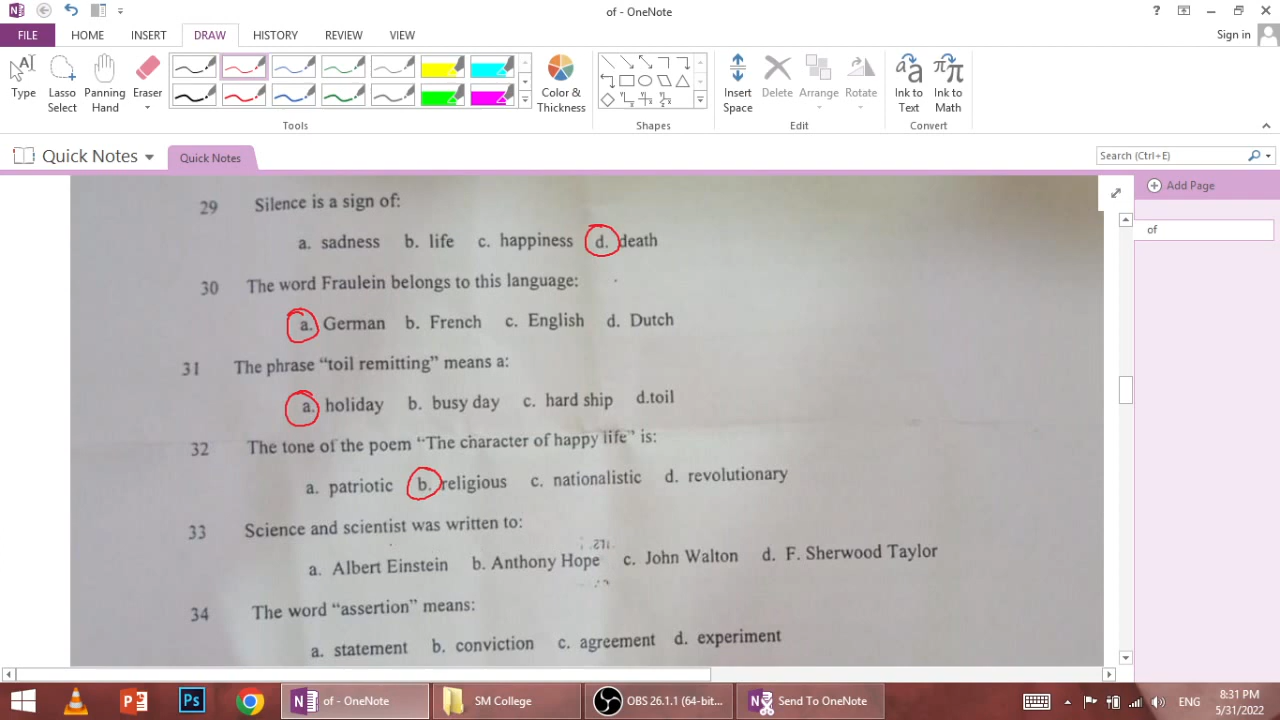 of - OneNote
FILE HOME INSERT DRAW HISTORY REVIEW VIEW
Sign in
Type Lasso Select Panning Hand Eraser Color & Thickness Insert Space Delete Arrange Rotate Ink to Text Ink to Math
Tools Shapes Edit Convert
Quick Notes Quick Notes Search (Ctrl+E)
Add Page
of
29 Silence is a sign of:
a. sadness b. life c. happiness d. death
30 The word Fraulein belongs to this language:
a. German b. French c. English d. Dutch
31 The phrase “toil remitting” means a:
a. holiday b. busy day c. hard ship d.toil
32 The tone of the poem “The character of happy life” is:
a. patriotic b. religious c. nationalistic d. revolutionary
33 Science and scientist was written to:
a. Albert Einstein b. Anthony Hope c. John Walton d. F. Sherwood Taylor
34 The word “assertion” means:
a. statement b. conviction c. agreement d. experiment
of - OneNote SM College OBS 26.1.1 (64-bit... Send To OneNote ENG 8:31 PM
5/31/2022